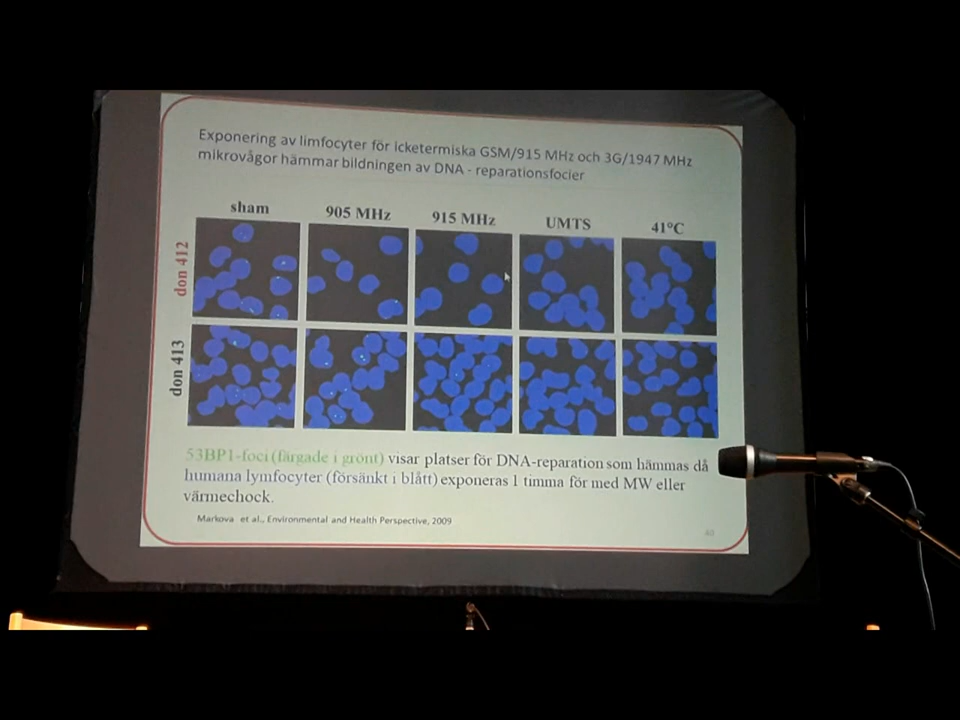 Exponering av limfocyter för icketermiska GSM/915 MHz och 3G/1947 MHz
mikrovågor hämmar bildningen av DNA - reparationsfocier
sham 905 MHz 915 MHz UMTS 41°C
don 412
don 413
53BP1-foci (färgade i grönt) visar platser för DNA-reparation som hämmas då
humana lymfocyter (försänkt i blått) exponeras 1 timma för med MW eller
värmechock.
Markova et al., Environmental and Health Perspective, 2009